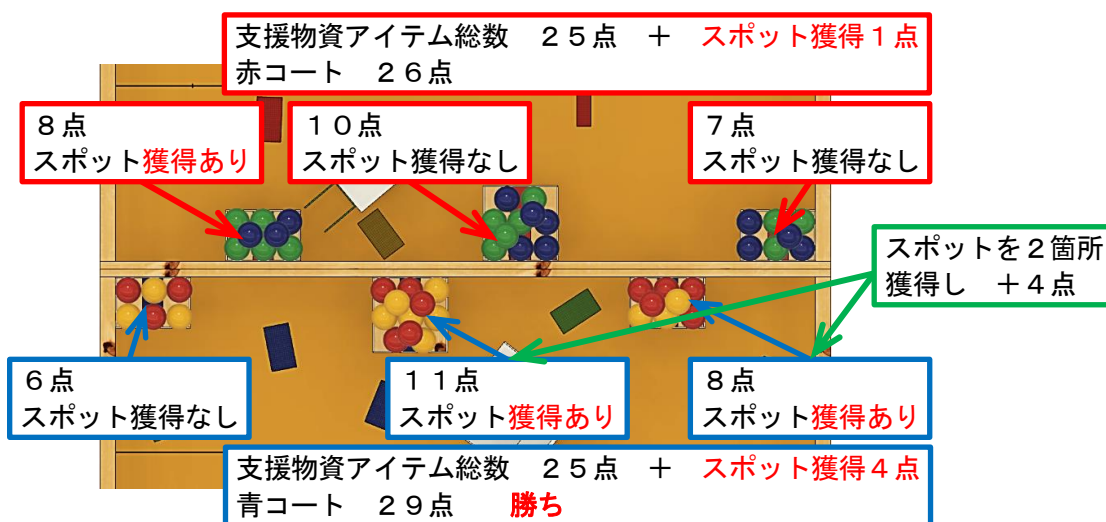 支援物資アイテム総数　２５点　＋　スポット獲得１点
赤コート　２６点
８点
スポット獲得あり
１０点
スポット獲得なし
７点
スポット獲得なし
スポットを２箇所
獲得し　＋４点
６点
スポット獲得なし
１１点
スポット獲得あり
８点
スポット獲得あり
支援物資アイテム総数　２５点　＋　スポット獲得４点
青コート　２９点　　勝ち